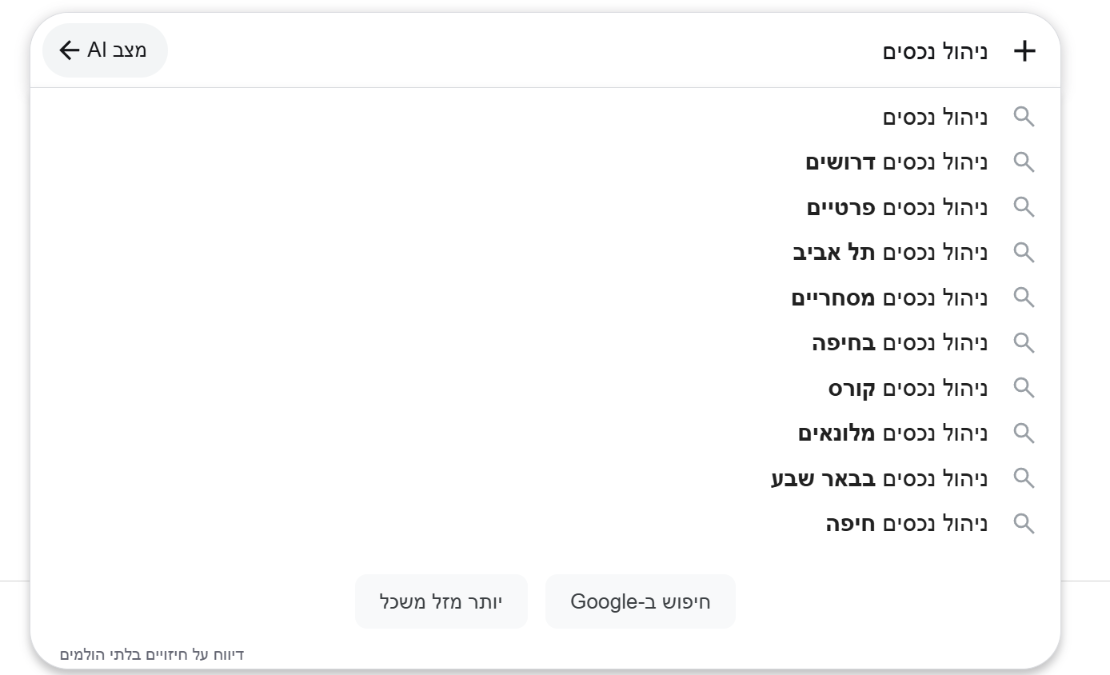 ניהול נכסים
מצב AI
ניהול נכסים
ניהול נכסים דרושים
ניהול נכסים פרטיים
ניהול נכסים תל אביב
ניהול נכסים מסחריים
ניהול נכסים בחיפה
ניהול נכסים קורס
ניהול נכסים מלונאים
ניהול נכסים בבאר שבע
ניהול נכסים חיפה
חיפוש ב-Google
יותר מזל משכל
דיווח על חיזויים בלתי הולמים